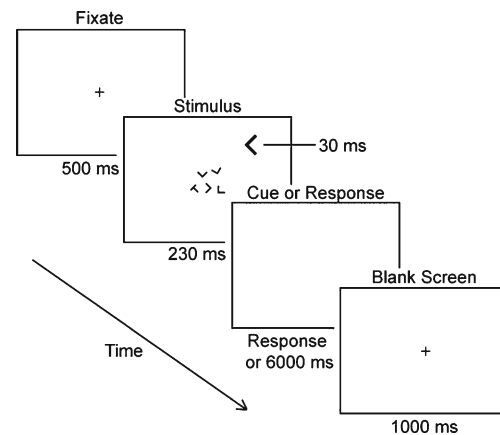 Fixate
+
500 ms
Stimulus
30 ms
230 ms
Cue or Response
Response
or 6000 ms
Blank Screen
+
1000 ms
Time